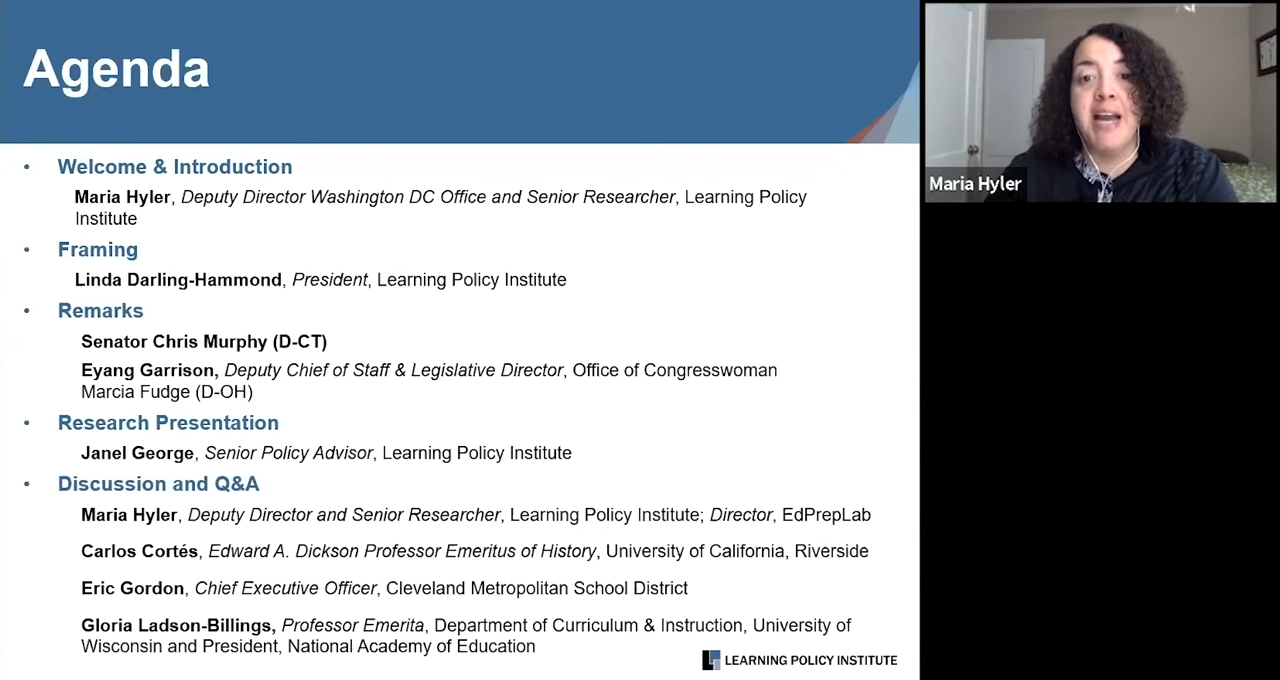 Agenda
• Welcome & Introduction
Maria Hyler, Deputy Director Washington DC Office and Senior Researcher, Learning Policy
Institute
• Framing
Linda Darling-Hammond, President, Learning Policy Institute
• Remarks
Senator Chris Murphy (D-CT)
Eyang Garrison, Deputy Chief of Staff & Legislative Director, Office of Congresswoman
Marcia Fudge (D-OH)
• Research Presentation
Janel George, Senior Policy Advisor, Learning Policy Institute
• Discussion and Q&A
Maria Hyler, Deputy Director and Senior Researcher, Learning Policy Institute; Director, EdPrepLab
Carlos Cortés, Edward A. Dickson Professor Emeritus of History, University of California, Riverside
Eric Gordon, Chief Executive Officer, Cleveland Metropolitan School District
Gloria Ladson-Billings, Professor Emerita, Department of Curriculum & Instruction, University of
Wisconsin and President, National Academy of Education
LEARNING POLICY INSTITUTE
Maria Hyler